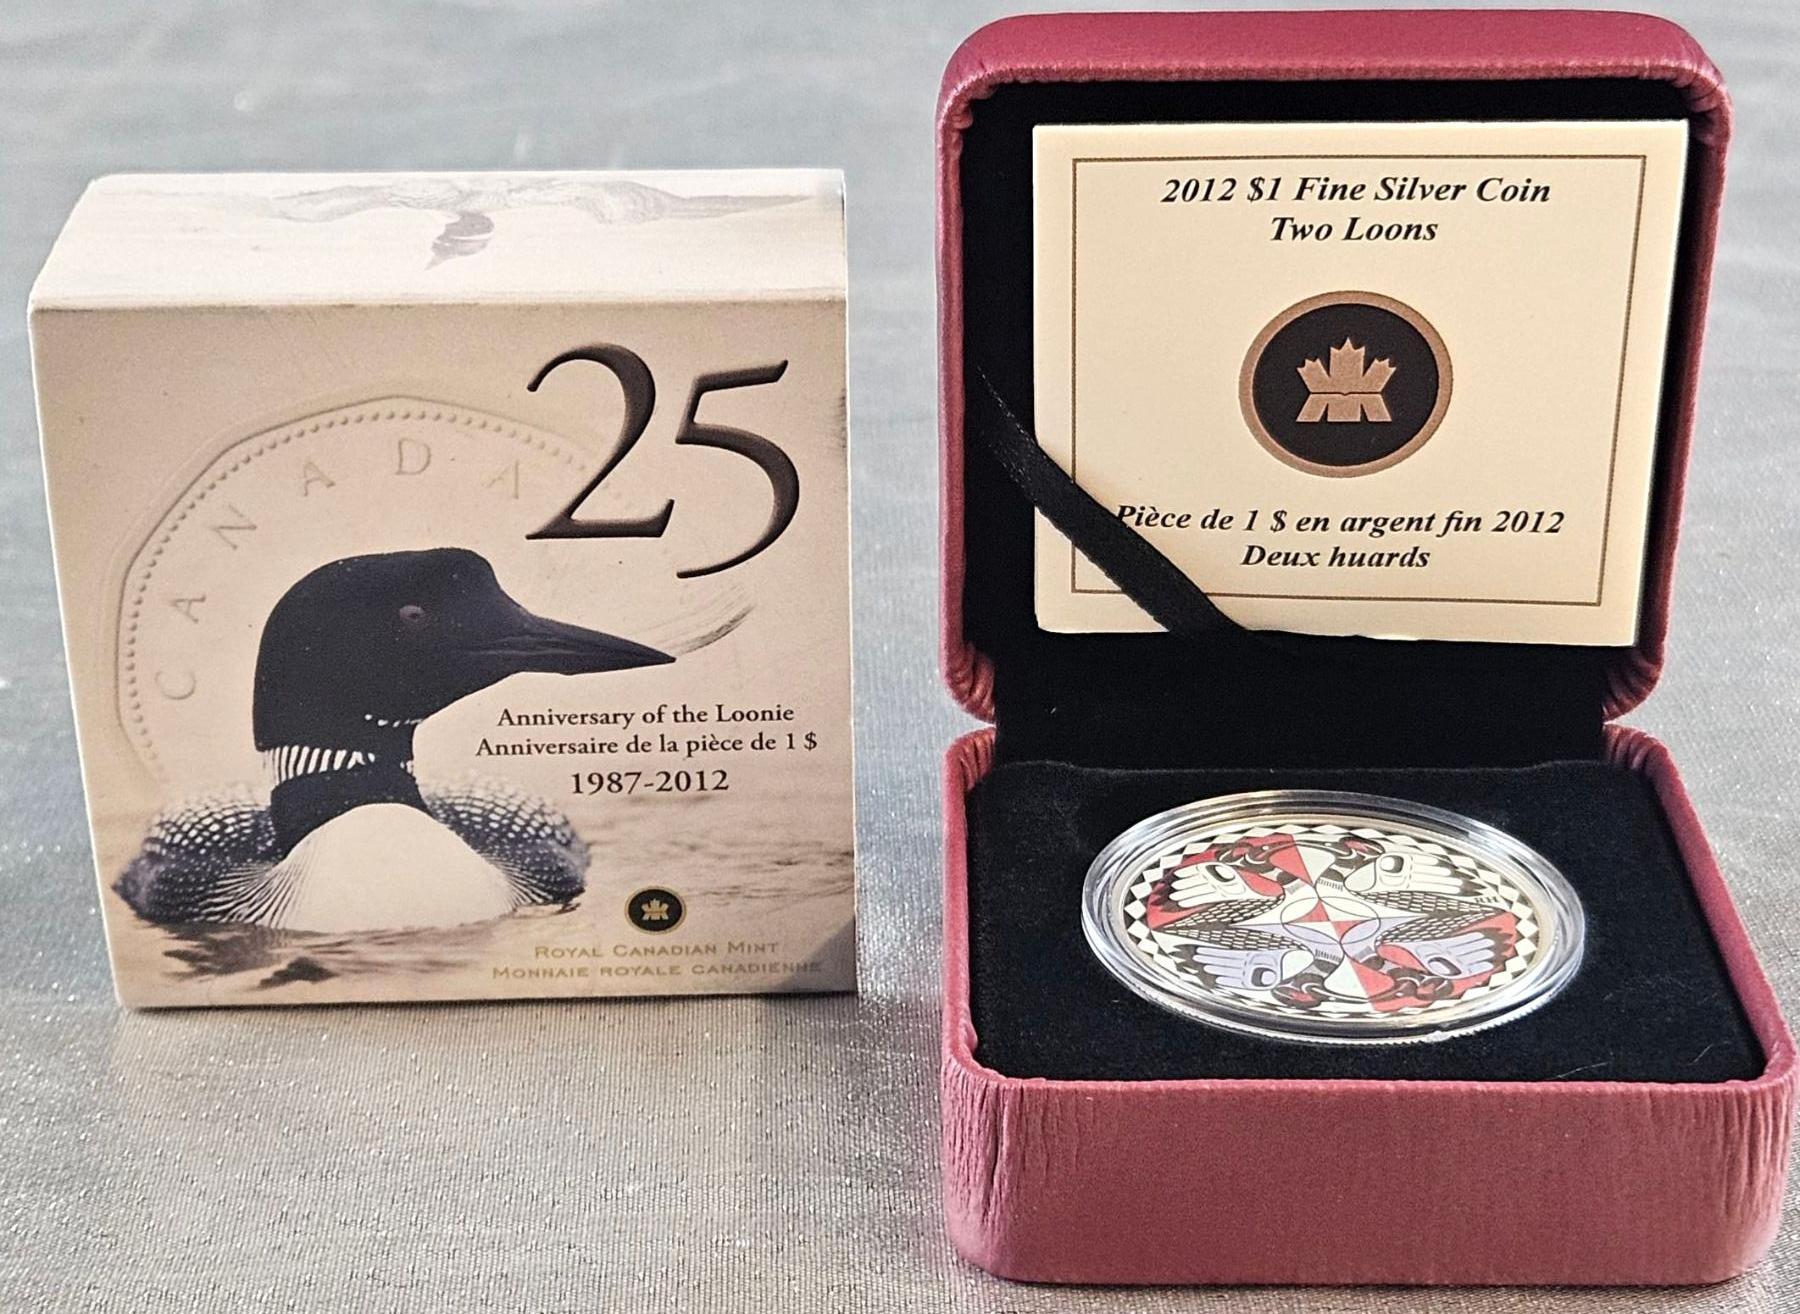 25
CANADA
Anniversary of the Loonie
Anniversaire de la pièce de 1 $
1987-2012
ROYAL CANADIAN MINT
MONNAIE ROYALE CANADIENNE
2012 $1 Fine Silver Coin
Two Loons
Pièce de 1 $ en argent fin 2012
Deux huards
RH